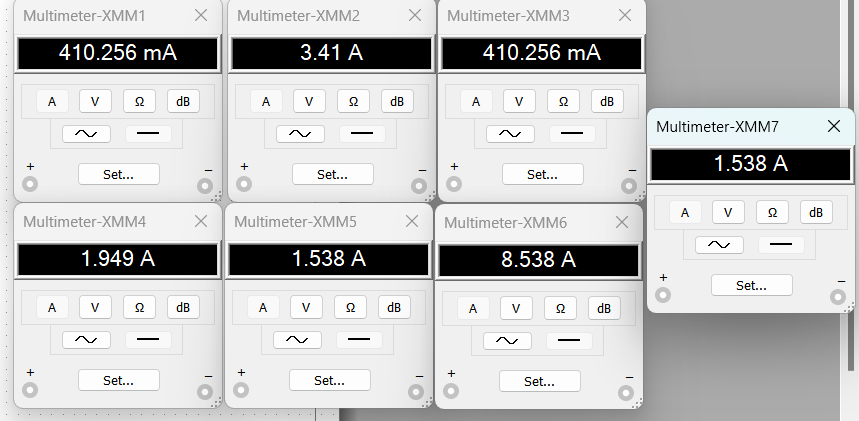 Multimeter-XMM1
410.256 mA
A V Ω dB
Set...
+ −
Multimeter-XMM2
3.41 A
A V Ω dB
Set...
+ −
Multimeter-XMM3
410.256 mA
A V Ω dB
Set...
+ −
Multimeter-XMM7
1.538 A
A V Ω dB
Set...
+ −
Multimeter-XMM4
1.949 A
A V Ω dB
Set...
+ −
Multimeter-XMM5
1.538 A
A V Ω dB
Set...
+ −
Multimeter-XMM6
8.538 A
A V Ω dB
Set...
+ −